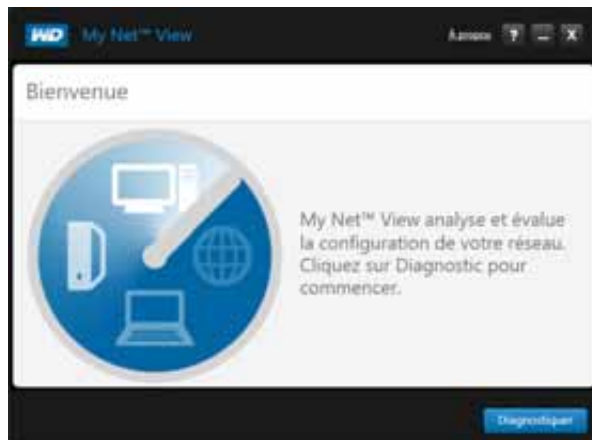 WD My Net™ View À propos ? – X
Bienvenue
My Net™ View analyse et évalue
la configuration de votre réseau.
Cliquez sur Diagnostic pour
commencer.
Diagnostiquer